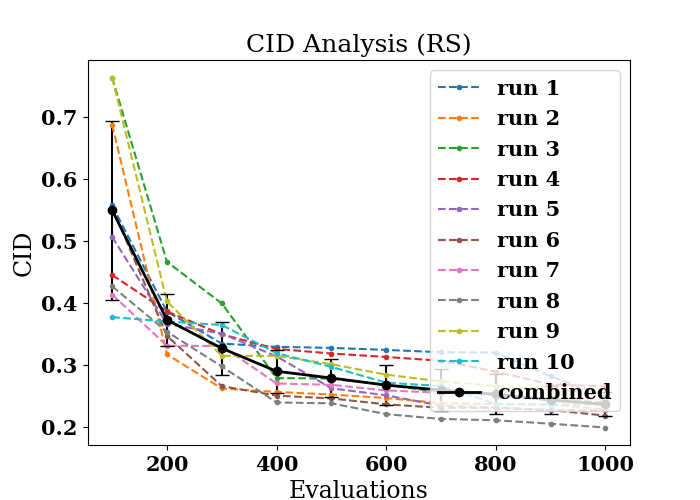 CID Analysis (RS)
CID
0.7
0.6
0.5
0.4
0.3
0.2
run 1
run 2
run 3
run 4
run 5
run 6
run 7
run 8
run 9
run 10
combined
200
400
600
800
1000
Evaluations